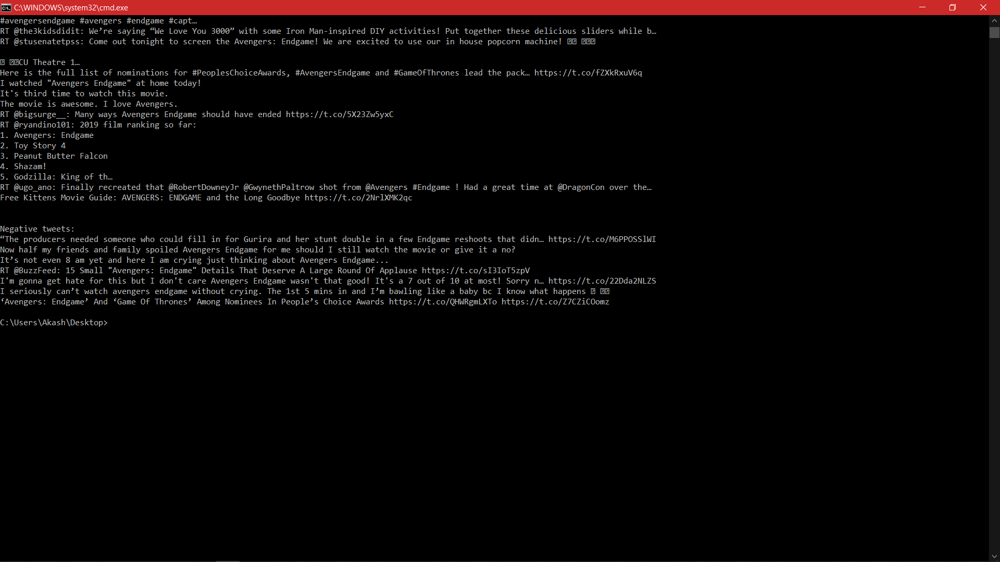 C:\WINDOWS\system32\cmd.exe
#avengersendgame #avengers #endgame #capt…
RT @the3kidsdidit: We’re saying “We Love You 3000” with some Iron Man-inspired DIY activities! Put together these delicious sliders while b…
RT @stusenatetpss: Come out tonight to screen the Avengers: Endgame! We are excited to use our in house popcorn machine!
CU Theatre 1…
Here is the full list of nominations for #PeoplesChoiceAwards, #AvengersEndgame and #GameOfThrones lead the pack… https://t.co/fZXkRxuV6q
I watched "Avengers Endgame" at home today!
It's third time to watch this movie.
The movie is awesome. I love Avengers.
RT @bigsurge__: Many ways Avengers Endgame should have ended https://t.co/5X23Zw5yxC
RT @ryandino101: 2019 film ranking so far:
1. Avengers: Endgame
2. Toy Story 4
3. Peanut Butter Falcon
4. Shazam!
5. Godzilla: King of th…
RT @ugo_ano: Finally recreated that @RobertDowneyJr @GwynethPaltrow shot from @Avengers #Endgame ! Had a great time at @DragonCon over the…
Free Kittens Movie Guide: AVENGERS: ENDGAME and the Long Goodbye https://t.co/2NrlXMK2qc
Negative tweets:
“The producers needed someone who could fill in for Gurira and her stunt double in a few Endgame reshoots that didn… https://t.co/M6PPOSSlWI
Now half my friends and family spoiled Avengers Endgame for me should I still watch the movie or give it a no?
It’s not even 8 am yet and here I am crying just thinking about Avengers Endgame...
RT @BuzzFeed: 15 Small "Avengers: Endgame" Details That Deserve A Large Round Of Applause https://t.co/sI3IoT5zpV
I'm gonna get hate for this but I don't care Avengers Endgame wasn't that good! It's a 7 out of 10 at most! Sorry n… https://t.co/22Dda2NLZS
I seriously can’t watch avengers endgame without crying. The 1st 5 mins in and I’m bawling like a baby bc I know what happens
‘Avengers: Endgame’ And ‘Game Of Thrones’ Among Nominees In People’s Choice Awards https://t.co/QHWRgmLXTo https://t.co/Z7CZiCOomz
C:\Users\Akash\Desktop>